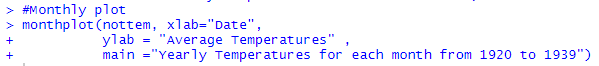 > #Monthly plot
> monthplot(nottem, xlab="Date",
+          ylab = "Average Temperatures" ,
+          main ="Yearly Temperatures for each month from 1920 to 1939")